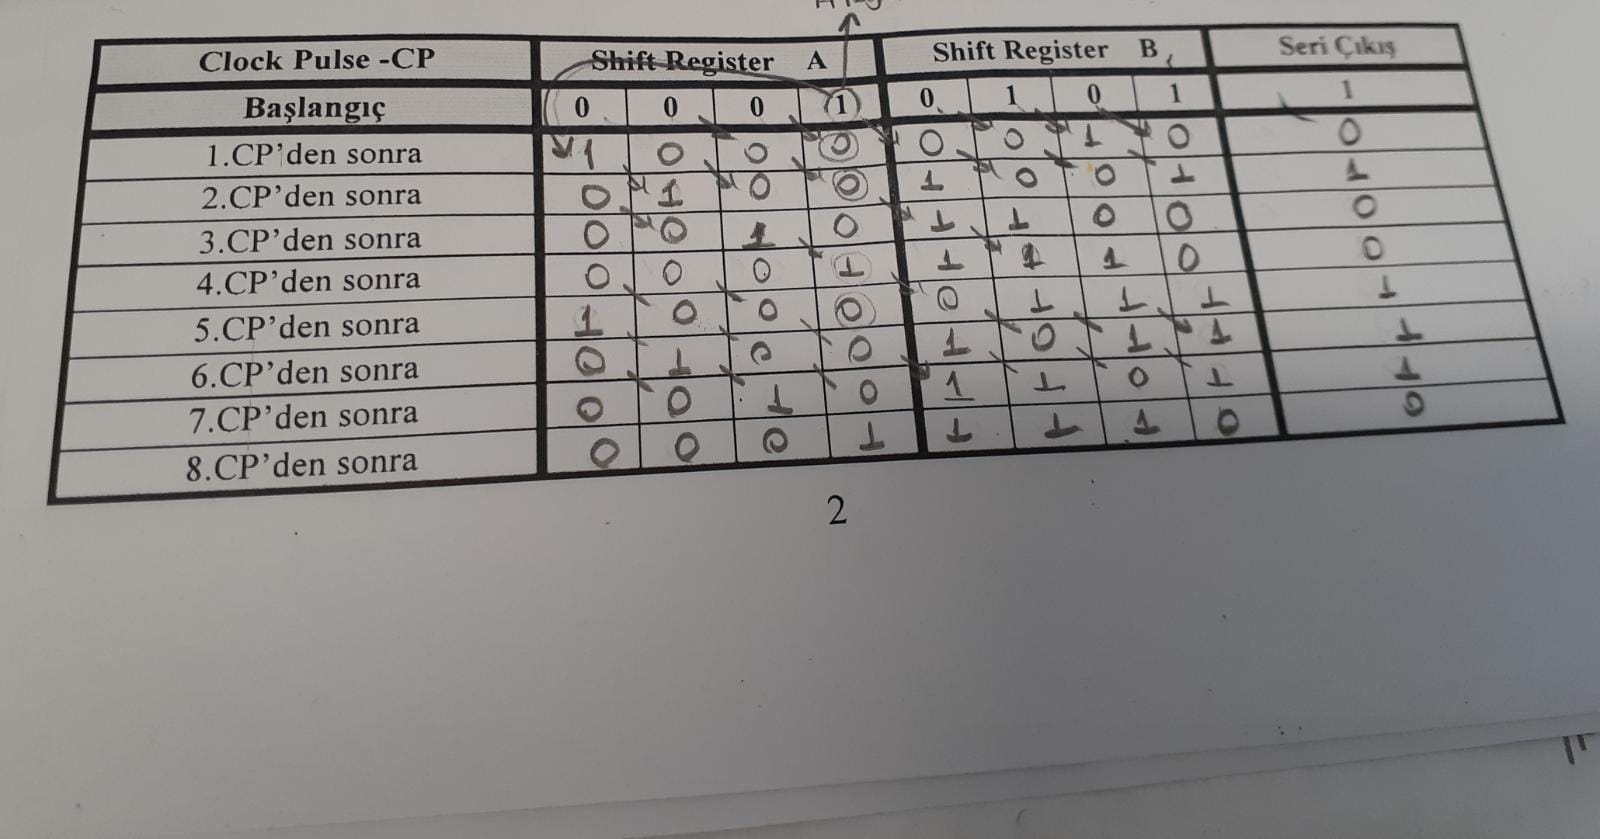 Clock Pulse -CP Shift Register A Shift Register B Seri Çıkış
Başlangıç 0 0 0 1 0 1 0 1 1
1.CP'den sonra 1 0 0 0 0 0 1 0 0
2.CP'den sonra 0 1 0 0 1 0 0 1 1
3.CP'den sonra 0 0 1 0 1 1 0 0 0
4.CP'den sonra 0 0 0 1 1 1 1 0 0
5.CP'den sonra 1 0 0 0 0 1 1 1 1
6.CP'den sonra 0 1 0 0 1 0 1 1 1
7.CP'den sonra 0 0 1 0 1 1 0 1 1
8.CP'den sonra 0 0 0 1 1 1 1 0 0
2